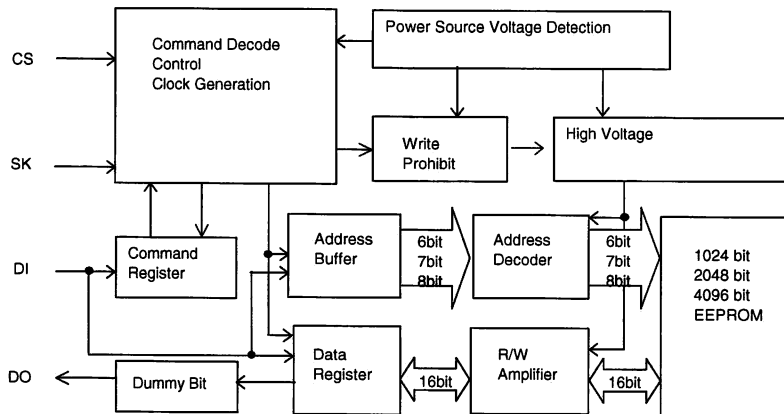 CS
Command Decode
Control
Clock Generation
Power Source Voltage Detection
SK
Write
Prohibit
High Voltage
DI
Command
Register
Address
Buffer
6bit
7bit
8bit
Address
Decoder
6bit
7bit
8bit
1024 bit
2048 bit
4096 bit
EEPROM
DO
Dummy Bit
Data
Register
16bit
R/W
Amplifier
16bit